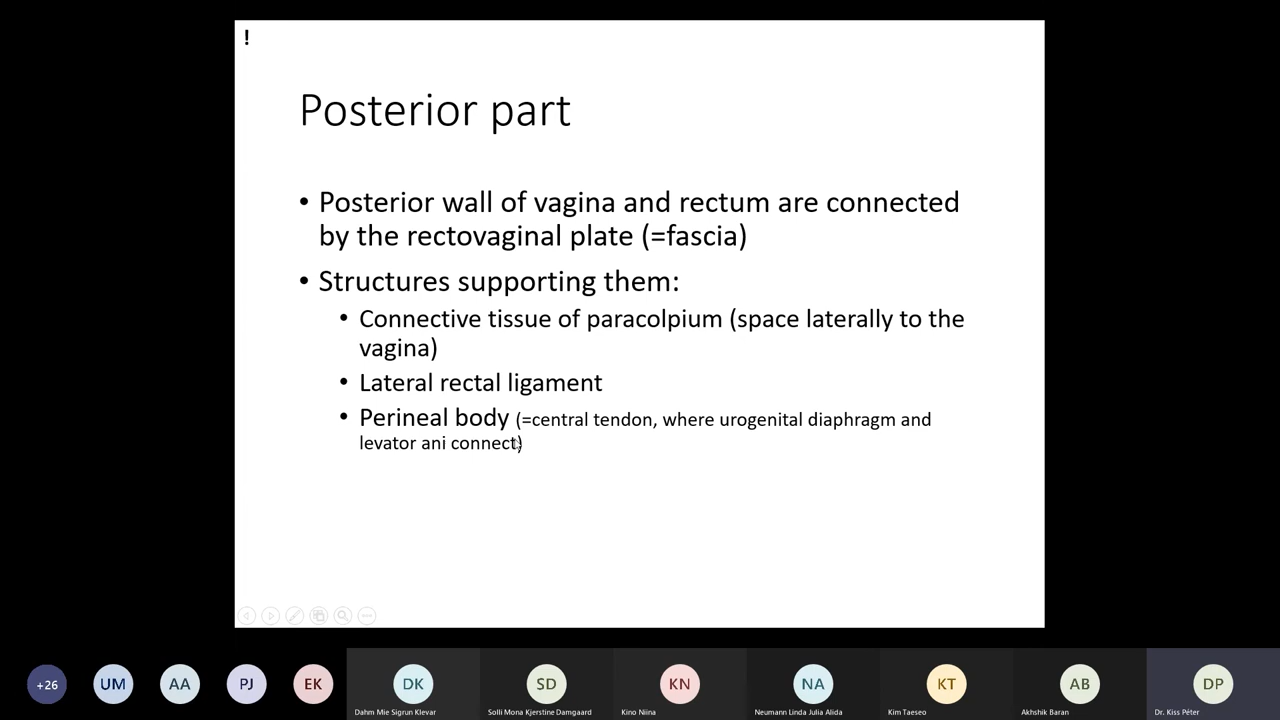 !
Posterior part
• Posterior wall of vagina and rectum are connected
by the rectovaginal plate (=fascia)
• Structures supporting them:
• Connective tissue of paracolpium (space laterally to the
vagina)
• Lateral rectal ligament
• Perineal body (=central tendon, where urogenital diaphragm and
levator ani connect)
+26
UM
AA
PJ
EK
DK
SD
KN
NA
KT
AB
DP
Dahm Mie Sigrun Klevar
Solli Mona Kjerstine Damgaard
Kino Niina
Neumann Linda Julia Alida
Kim Taeseo
Akhshik Baran
Dr. Kiss Péter